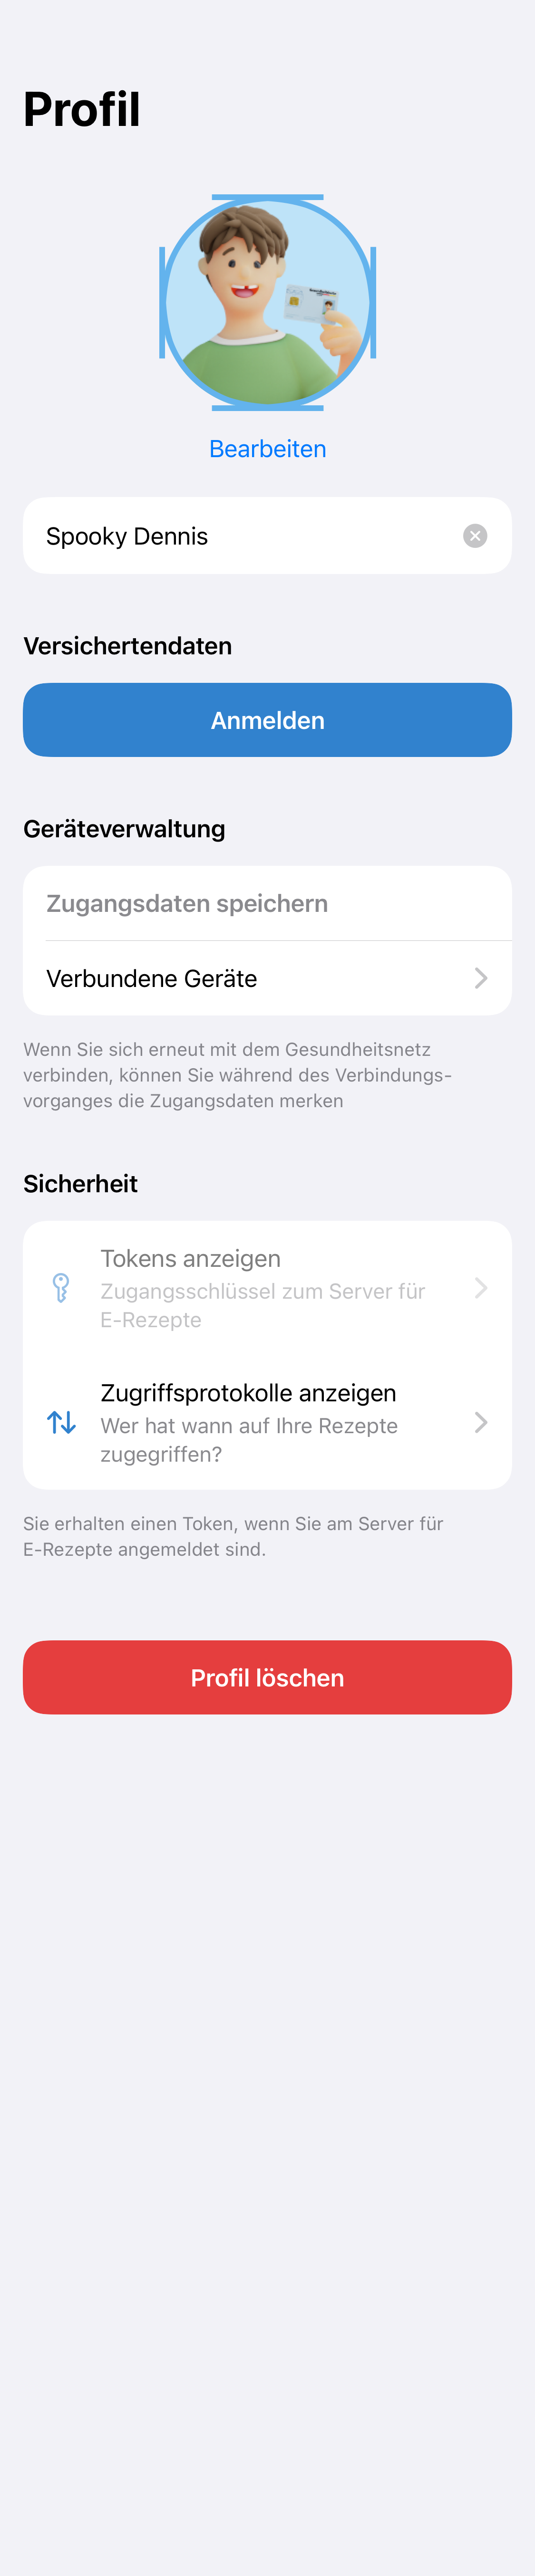 Profil
Bearbeiten
Spooky Dennis
Versichertendaten
Anmelden
Geräteverwaltung
Zugangsdaten speichern
Verbundene Geräte
Wenn Sie sich erneut mit dem Gesundheitsnetz
verbinden, können Sie während des Verbindungs-
vorganges die Zugangsdaten merken
Sicherheit
Tokens anzeigen
Zugangsschlüssel zum Server für
E-Rezepte
Zugriffsprotokolle anzeigen
Wer hat wann auf Ihre Rezepte
zugegriffen?
Sie erhalten einen Token, wenn Sie am Server für
E-Rezepte angemeldet sind.
Profil löschen